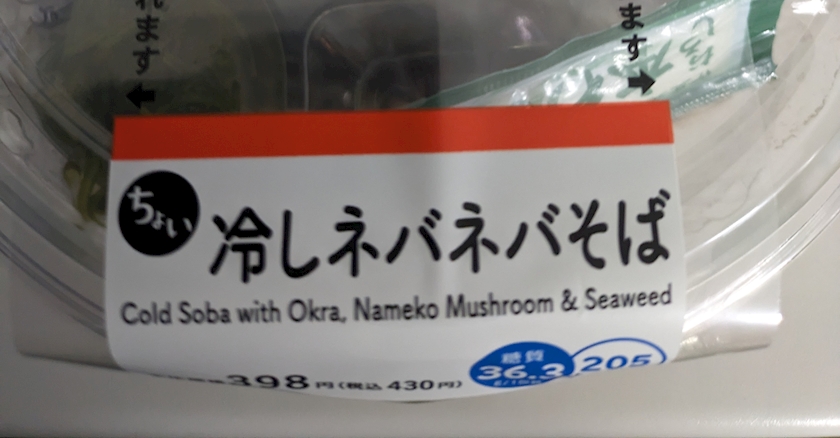 れます
ます
ちょい
冷しネバネバそば
Cold Soba with Okra, Nameko Mushroom & Seaweed
398円(税込430円)
糖質
36.3
205